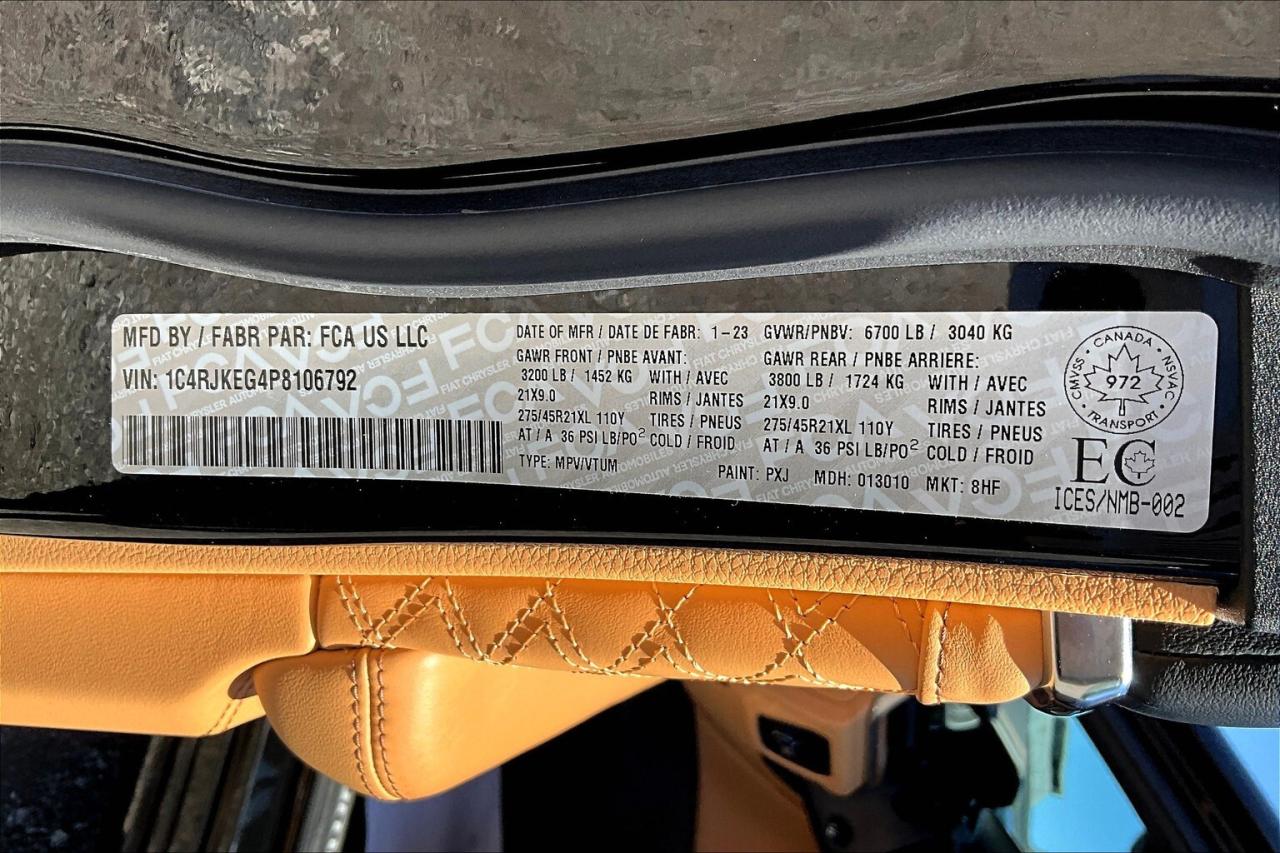 MFD BY / FABR PAR: FCA US LLC
VIN: 1C4RJKEG4P8106792
DATE OF MFR / DATE DE FABR: 1-23
GAWR FRONT / PNBE AVANT:
3200 LB / 1452 KG WITH / AVEC
21X9.0 RIMS / JANTES
275/45R21XL 110Y TIRES / PNEUS
AT / A 36 PSI LB/PO² COLD / FROID
TYPE: MPV/VTUM
GVWR/PNBV: 6700 LB / 3040 KG
GAWR REAR / PNBE ARRIERE:
3800 LB / 1724 KG WITH / AVEC
21X9.0 RIMS / JANTES
275/45R21XL 110Y TIRES / PNEUS
AT / A 36 PSI LB/PO² COLD / FROID
PAINT: PXJ MDH: 013010 MKT: 8HF
CANADA
CMVSS NSVAC
972
TRANSPORT
EC
ICES/NMB-002